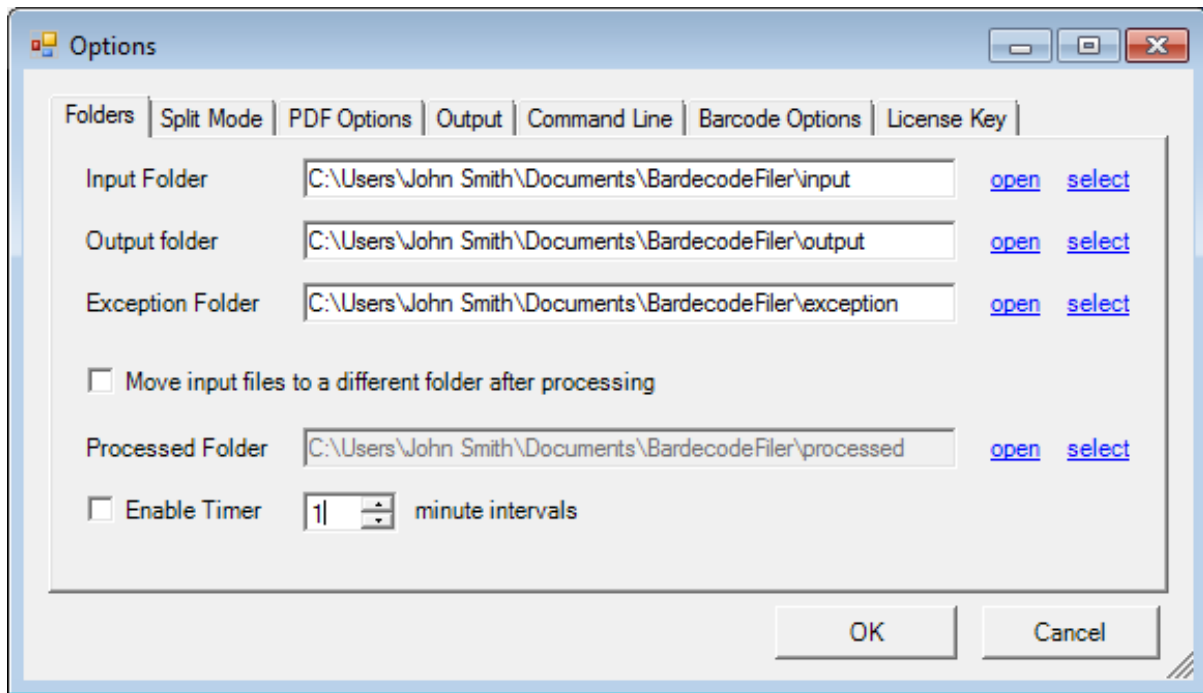 Options
Folders Split Mode PDF Options Output Command Line Barcode Options License Key
Input Folder C:\Users\John Smith\Documents\BardecodeFiler\input open select
Output folder C:\Users\John Smith\Documents\BardecodeFiler\output open select
Exception Folder C:\Users\John Smith\Documents\BardecodeFiler\exception open select
Move input files to a different folder after processing
Processed Folder C:\Users\John Smith\Documents\BardecodeFiler\processed open select
Enable Timer 1 minute intervals
OK Cancel